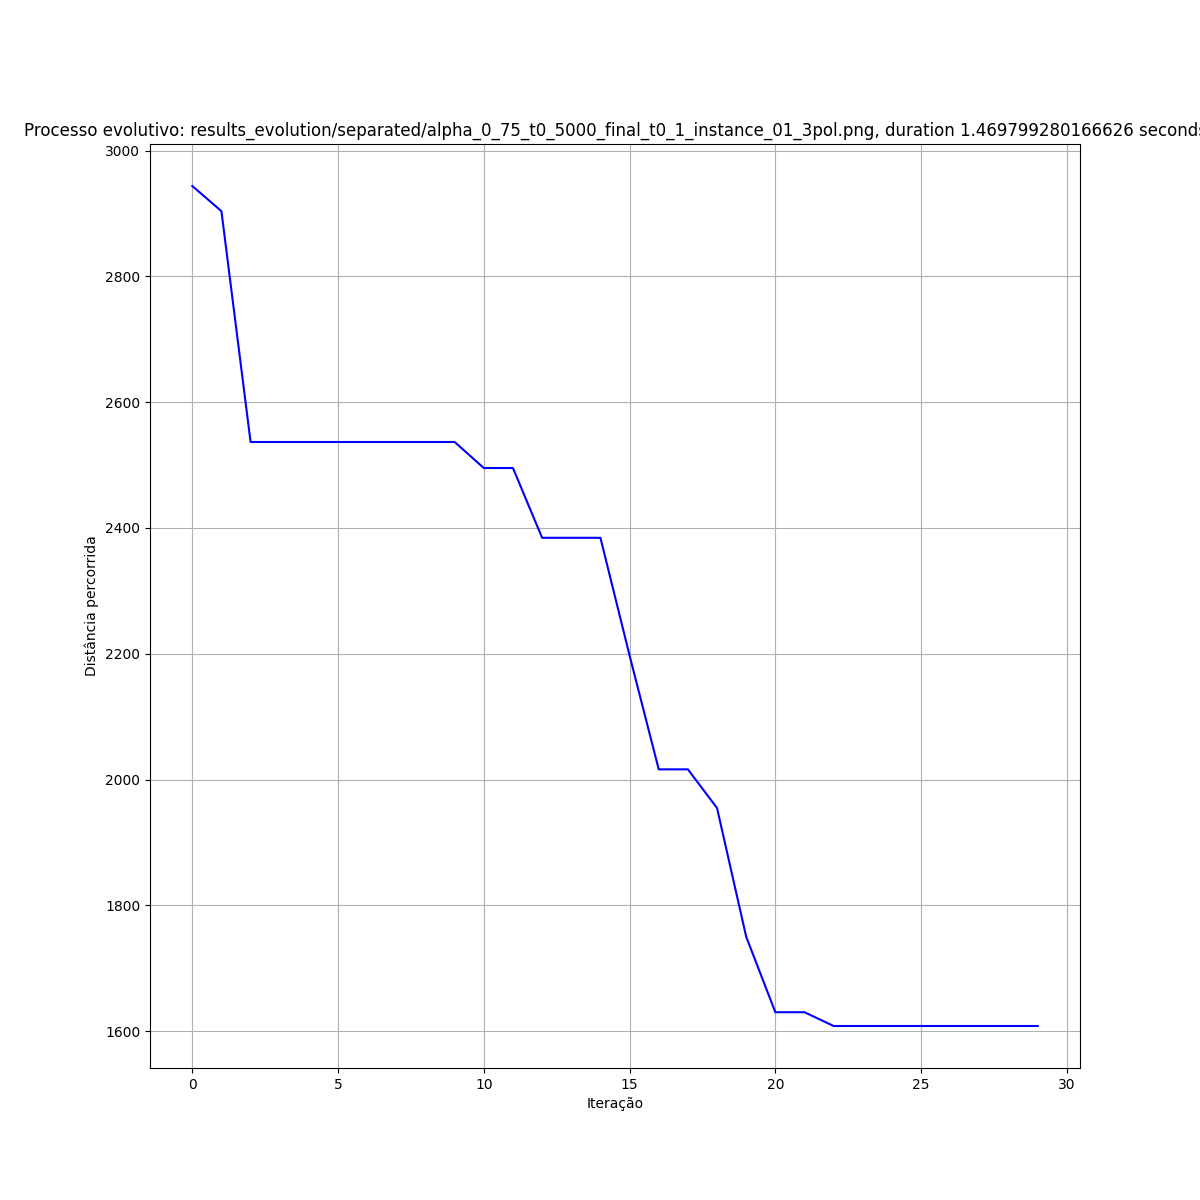 Processo evolutivo: results_evolution/separated/alpha_0_75_t0_5000_final_t0_1_instance_01_3pol.png, duration 1.469799280166626 seconds
3000
2800
2600
2400
2200
2000
1800
1600
Distância percorrida
0 5 10 15 20 25 30
Iteração